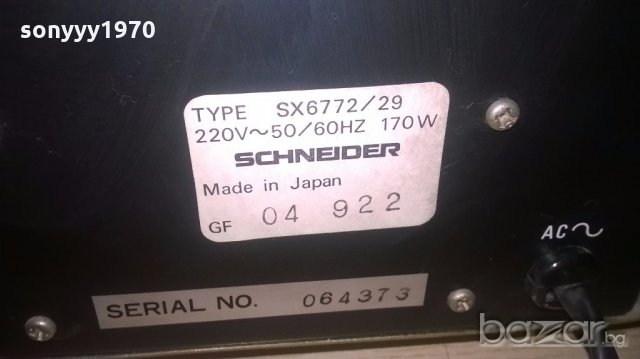 sonyyy1970
TYPE SX6772/29
220V~50/60HZ 170W
SCHNEIDER
Made in Japan
GF 04 922
AC~
SERIAL NO. 064373
bazar.bg